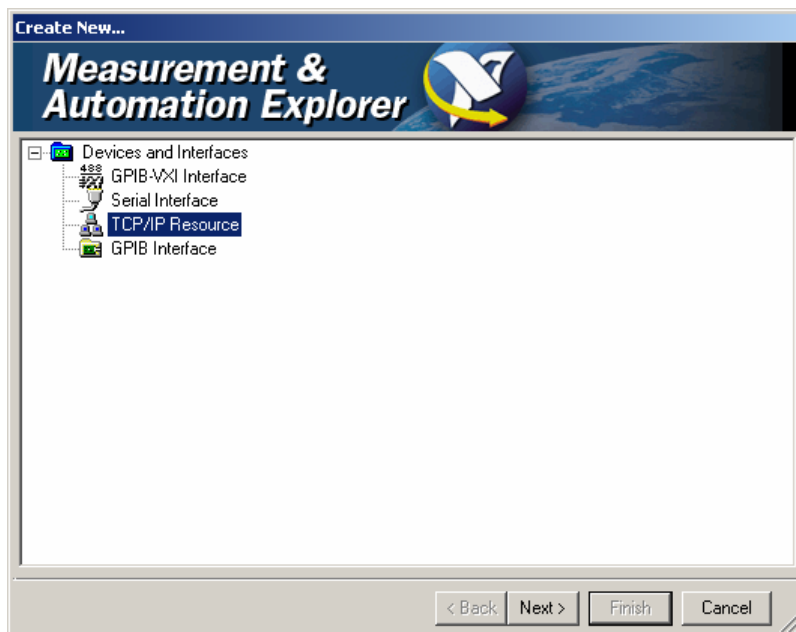 Create New...
Measurement &
Automation Explorer
Devices and Interfaces
GPIB-VXI Interface
Serial Interface
TCP/IP Resource
GPIB Interface
< Back Next > Finish Cancel